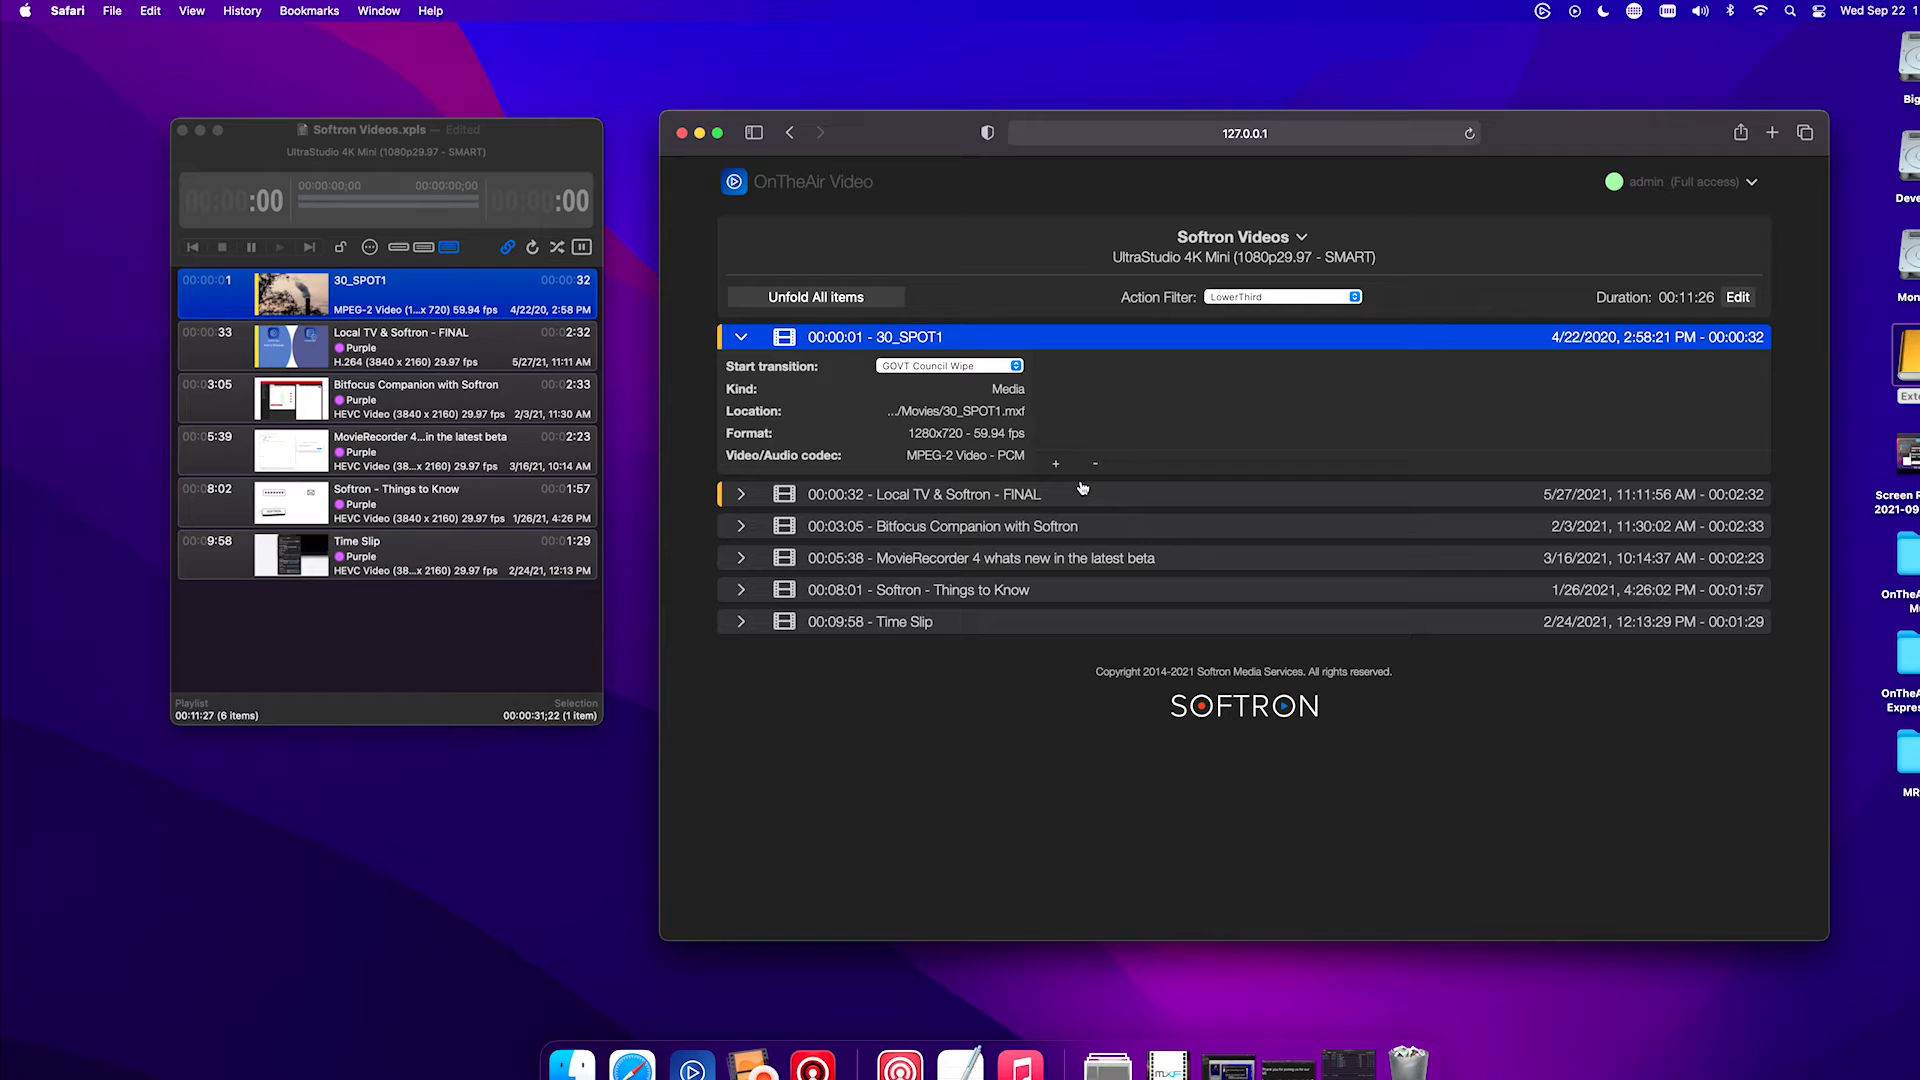 Safari File Edit View History Bookmarks Window Help
Wed Sep 22 1
Softron Videos.xpls — Edited
UltraStudio 4K Mini (1080p29.97 - SMART)
00:00:00
00:00:00;00
00:00:00;00
00:00:00
00:00:01
30_SPOT1
00:00:32
MPEG-2 Video (1...x 720) 59.94 fps 4/22/20, 2:58 PM
00:00:33
Local TV & Softron - FINAL
00:02:32
Purple
H.264 (3840 x 2160) 29.97 fps 5/27/21, 11:11 AM
00:03:05
Bitfocus Companion with Softron
00:02:33
Purple
HEVC Video (3840 x 2160) 29.97 fps 2/3/21, 11:30 AM
00:05:39
MovieRecorder 4...in the latest beta
00:02:23
Purple
HEVC Video (38...x 2160) 29.97 fps 3/16/21, 10:14 AM
00:08:02
Softron - Things to Know
00:01:57
Purple
HEVC Video (3840 x 2160) 29.97 fps 1/26/21, 4:26 PM
00:09:58
Time Slip
00:01:29
Purple
HEVC Video (38...x 2160) 29.97 fps 2/24/21, 12:13 PM
Playlist
Selection
00:11:27 (6 items)
00:00:31;22 (1 item)
127.0.0.1
OnTheAir Video
admin (Full access)
Softron Videos
UltraStudio 4K Mini (1080p29.97 - SMART)
Unfold All items
Action Filter: LowerThird
Duration: 00:11:26 Edit
00:00:01 - 30_SPOT1
4/22/2020, 2:58:21 PM - 00:00:32
Start transition: GOVT Council Wipe
Kind: Media
Location: .../Movies/30_SPOT1.mxf
Format: 1280x720 - 59.94 fps
Video/Audio codec: MPEG-2 Video - PCM
+ -
00:00:32 - Local TV & Softron - FINAL
5/27/2021, 11:11:56 AM - 00:02:32
00:03:05 - Bitfocus Companion with Softron
2/3/2021, 11:30:02 AM - 00:02:33
00:05:38 - MovieRecorder 4 whats new in the latest beta
3/16/2021, 10:14:37 AM - 00:02:23
00:08:01 - Softron - Things to Know
1/26/2021, 4:26:02 PM - 00:01:57
00:09:58 - Time Slip
2/24/2021, 12:13:29 PM - 00:01:29
Copyright 2014-2021 Softron Media Services. All rights reserved.
SOFTRON
Big
Deve
Mon
Exte
Screen R
2021-09
OnTheA
M
OnTheA
Expres
MR
MXF